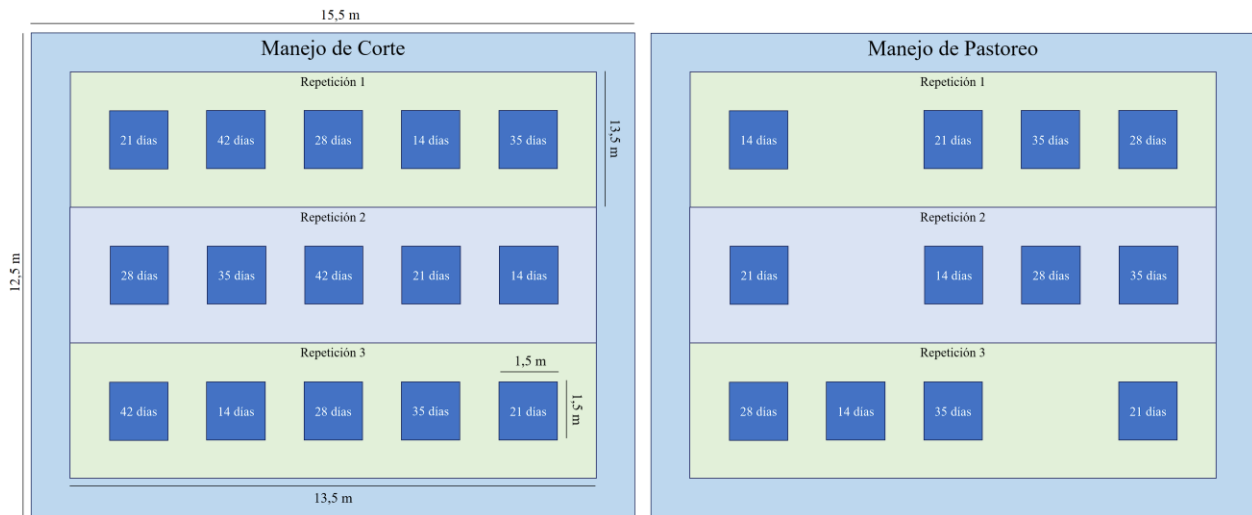 15,5 m
12,5 m
Manejo de Corte
Repetición 1
21 días
42 días
28 días
14 días
35 días
13,5 m
Repetición 2
28 días
35 días
42 días
21 días
14 días
Repetición 3
1,5 m
42 días
14 días
28 días
35 días
21 días
1,5 m
13,5 m
Manejo de Pastoreo
Repetición 1
14 días
21 días
35 días
28 días
Repetición 2
21 días
14 días
28 días
35 días
Repetición 3
28 días
14 días
35 días
21 días